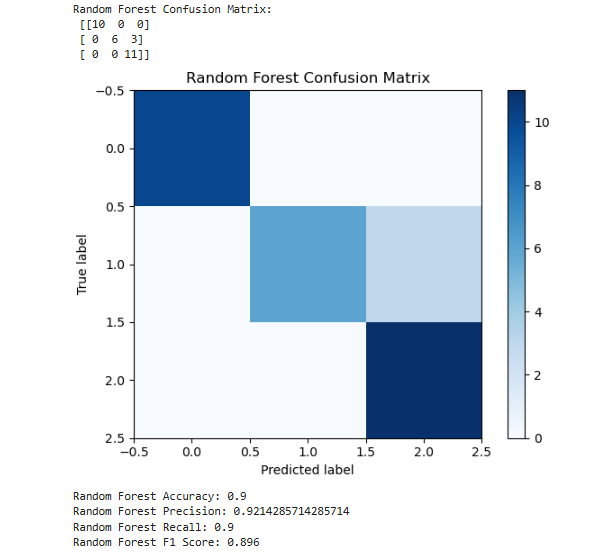 Random Forest Confusion Matrix:
[[10  0  0]
[ 0  6  3]
[ 0  0 11]]
Random Forest Confusion Matrix
−0.5
0.0
0.5
1.0
1.5
2.0
2.5
True label
−0.5 0.0 0.5 1.0 1.5 2.0 2.5
Predicted label
10
8
6
4
2
0
Random Forest Accuracy: 0.9
Random Forest Precision: 0.9214285714285714
Random Forest Recall: 0.9
Random Forest F1 Score: 0.896